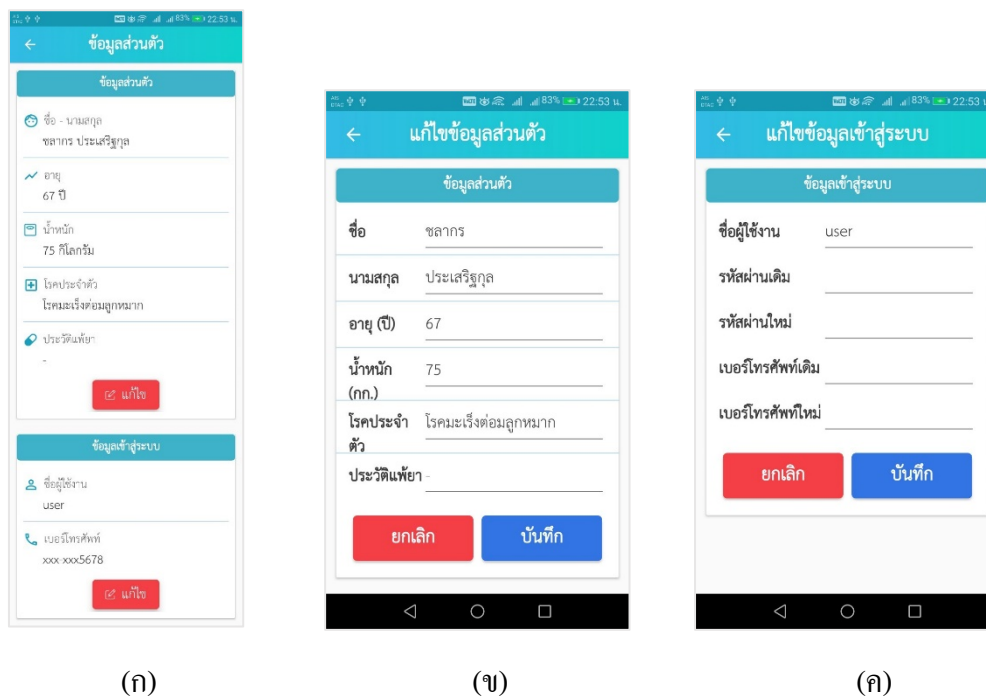 83% 22:53 น.
ข้อมูลส่วนตัว
ข้อมูลส่วนตัว
ชื่อ - นามสกุล
ชลากร ประเสริฐกุล
อายุ
67 ปี
น้ำหนัก
75 กิโลกรัม
โรคประจำตัว
โรคมะเร็งต่อมลูกหมาก
ประวัติแพ้ยา
-
แก้ไข
ข้อมูลเข้าสู่ระบบ
ชื่อผู้ใช้งาน
user
เบอร์โทรศัพท์
xxx-xxx5678
แก้ไข
(ก)
83% 22:53 น.
แก้ไขข้อมูลส่วนตัว
ข้อมูลส่วนตัว
ชื่อ ชลากร
นามสกุล ประเสริฐกุล
อายุ (ปี) 67
น้ำหนัก 75
(กก.)
โรคประจำ โรคมะเร็งต่อมลูกหมาก
ตัว
ประวัติแพ้ยา -
ยกเลิก บันทึก
(ข)
83% 22:53
แก้ไขข้อมูลเข้าสู่ระบบ
ข้อมูลเข้าสู่ระบบ
ชื่อผู้ใช้งาน user
รหัสผ่านเดิม
รหัสผ่านใหม่
เบอร์โทรศัพท์เดิม
เบอร์โทรศัพท์ใหม่
ยกเลิก บันทึก
(ค)